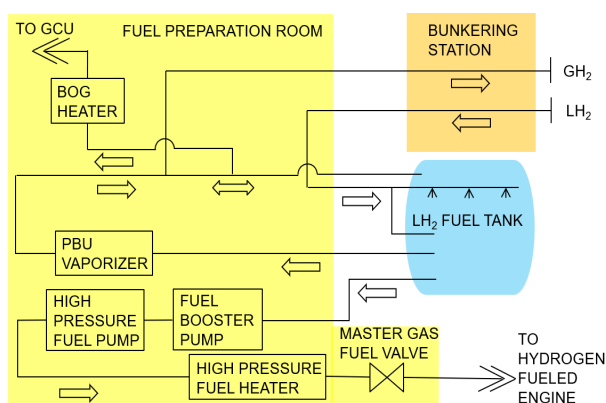 TO GCU
FUEL PREPARATION ROOM
BUNKERING
STATION
GH₂
BOG
HEATER
LH₂
LH₂ FUEL TANK
PBU
VAPORIZER
HIGH
PRESSURE
FUEL PUMP
FUEL
BOOSTER
PUMP
MASTER GAS
FUEL VALVE
HIGH PRESSURE
FUEL HEATER
TO
HYDROGEN
FUELED
ENGINE